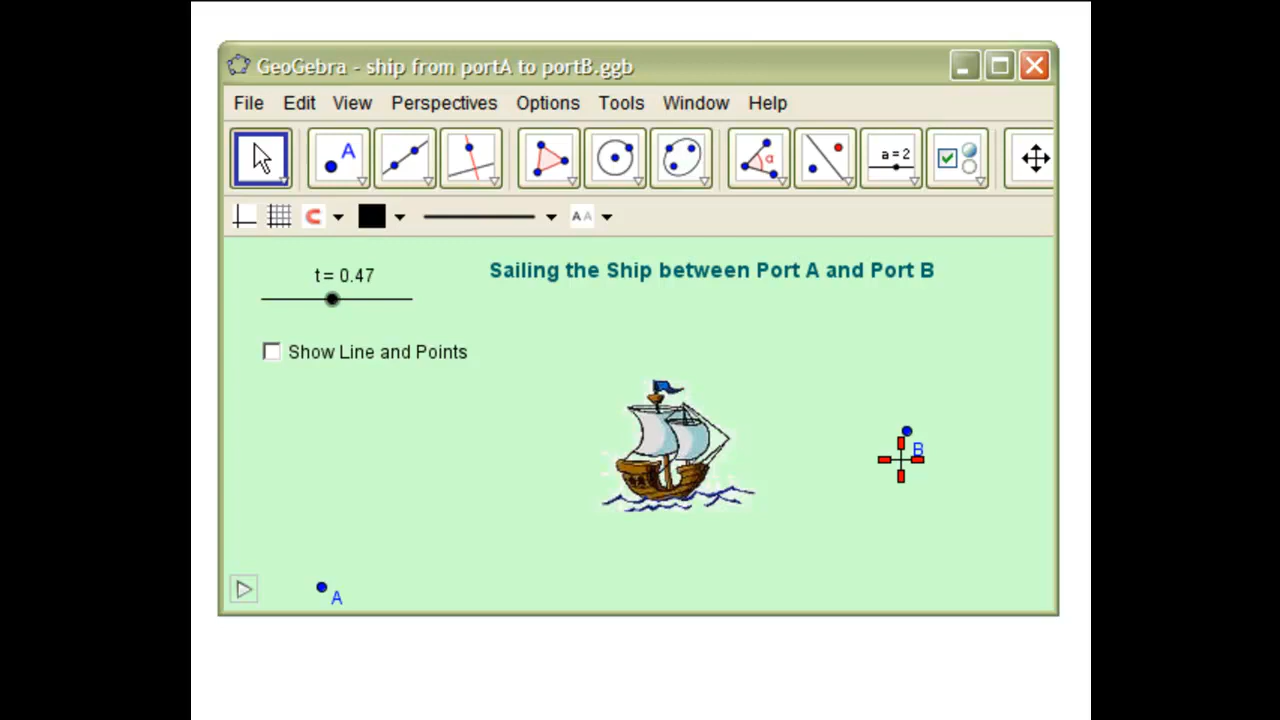 GeoGebra - ship from portA to portB.ggb
File Edit View Perspectives Options Tools Window Help
A
α
a = 2
A A
t = 0.47
Sailing the Ship between Port A and Port B
Show Line and Points
B
A